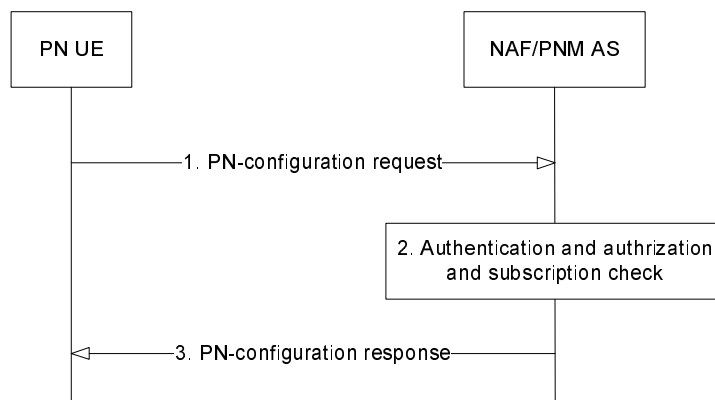 PN UE
NAF/PNM AS
1. PN-configuration request
2. Authentication and authrization
and subscription check
3. PN-configuration response